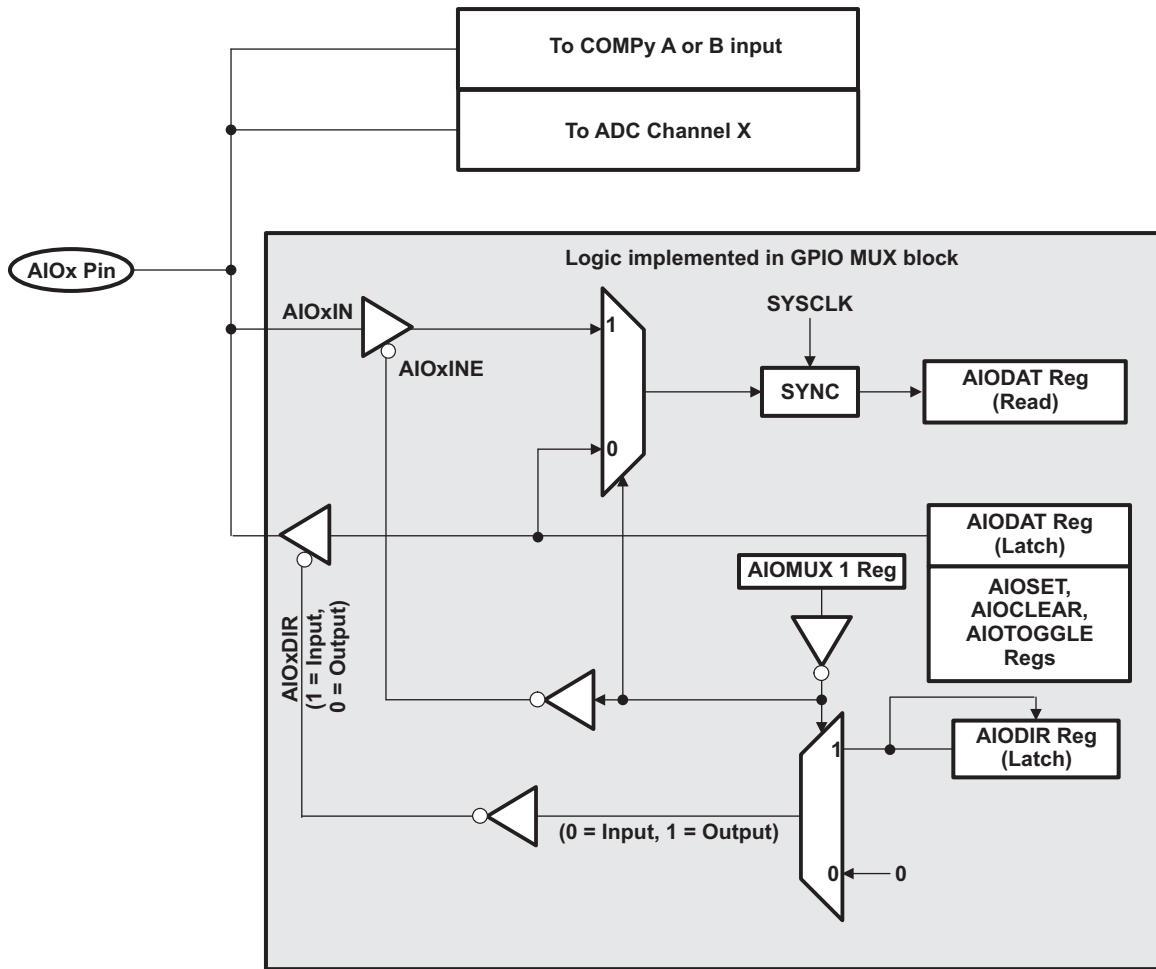 To COMPy A or B input
To ADC Channel X
AIOx Pin
Logic implemented in GPIO MUX block
AIOxIN
AIOxINE
1
0
SYSCLK
SYNC
AIODAT Reg
(Read)
AIODAT Reg
(Latch)
AIOSET,
AIOCLEAR,
AIOTOGGLE
Regs
AIOMUX 1 Reg
AIOxDIR
(1 = Input,
0 = Output)
1
AIODIR Reg
(Latch)
(0 = Input, 1 = Output)
0
0